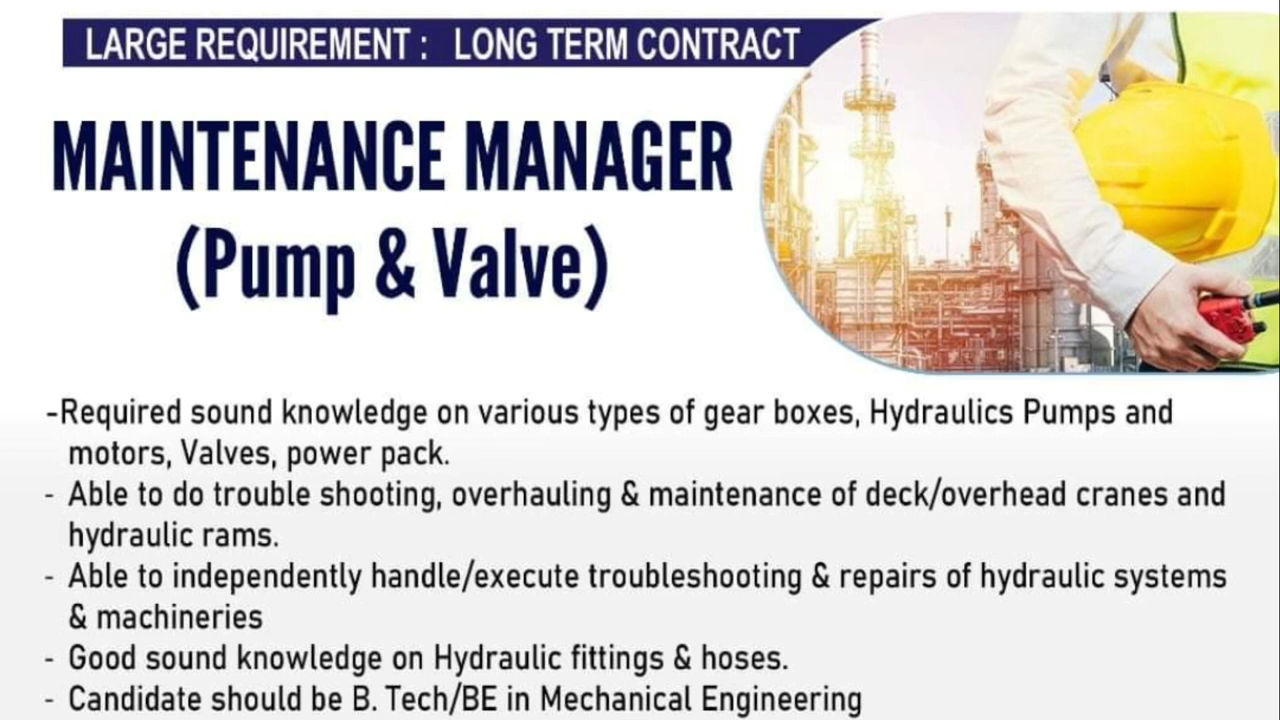 LARGE REQUIREMENT : LONG TERM CONTRACT
MAINTENANCE MANAGER
(Pump & Valve)
-Required sound knowledge on various types of gear boxes, Hydraulics Pumps and
motors, Valves, power pack.
- Able to do trouble shooting, overhauling & maintenance of deck/overhead cranes and
hydraulic rams.
- Able to independently handle/execute troubleshooting & repairs of hydraulic systems
& machineries
- Good sound knowledge on Hydraulic fittings & hoses.
- Candidate should be B. Tech/BE in Mechanical Engineering